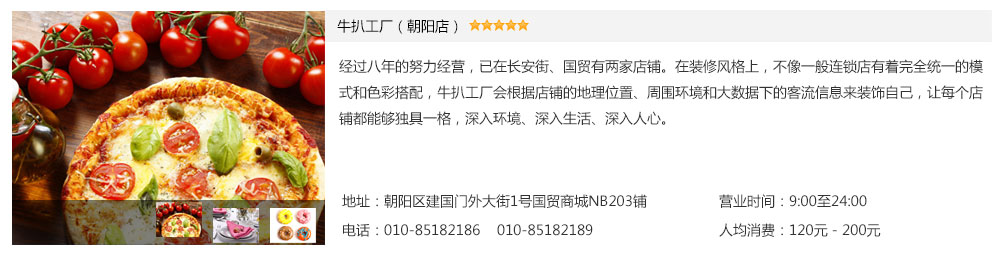 牛扒工厂（朝阳店）
经过八年的努力经营，已在长安街、国贸有两家店铺。在装修风格上，不像一般连锁店有着完全统一的模
式和色彩搭配，牛扒工厂会根据店铺的地理位置、周围环境和大数据下的客流信息来装饰自己，让每个店
铺都能够独具一格，深入环境、深入生活、深入人心。
地址：朝阳区建国门外大街1号国贸商城NB203铺 营业时间：9:00至24:00
电话：010-85182186 010-85182189 人均消费：120元 - 200元